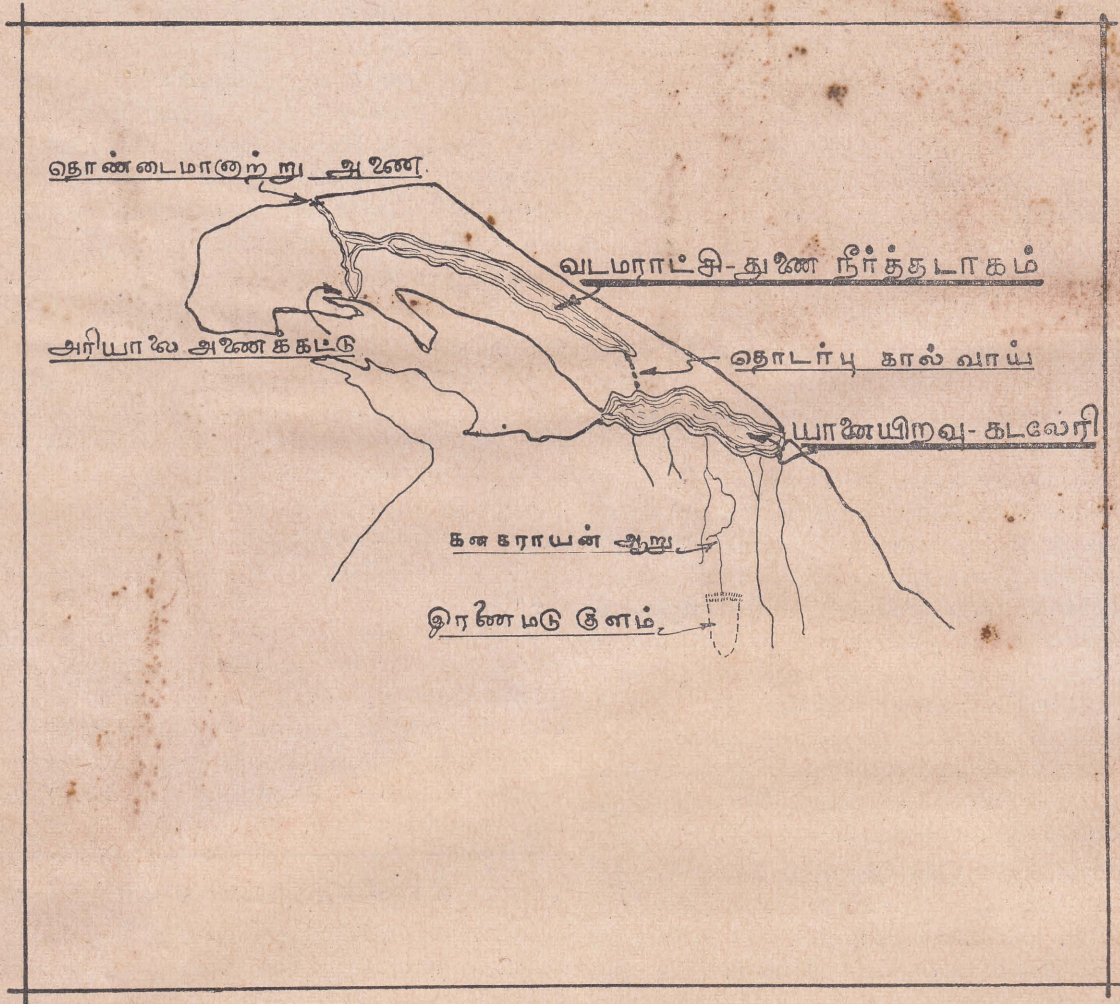 தொண்டைமானாற்று அணை
வடமராட்சி-துணை நீர்த்தடாகம்
அரியாலை அணைக்கட்டு
தொடர்பு கால் வாய்
யானையிறவு-கடலேரி
கனகராயன் ஆறு
இரணைமடு குளம்